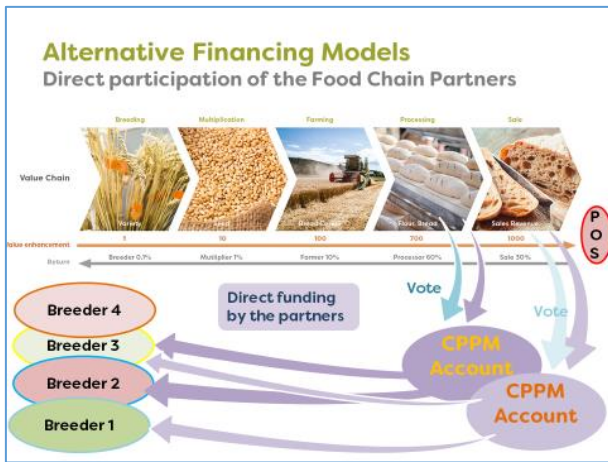 Alternative Financing Models
Direct participation of the Food Chain Partners
Breeding Multiplication Farming Processing Sale
Value Chain
Variety Seed Bread Cereal Flour, Bread Sales Revenue
Value enhancement
1 10 100 700 1000
Return
Breeder 0.1% Multiplier 1% Farmer 10% Processor 60% Sale 30%
POS
Direct funding
by the partners
Vote
Vote
Breeder 4
Breeder 3
Breeder 2
Breeder 1
CPPM
Account
CPPM
Account